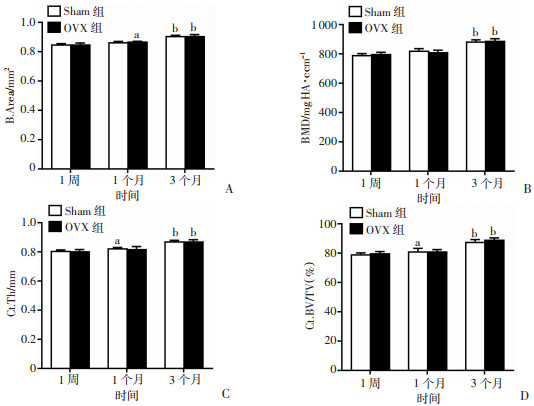 Sham 组
OVX 组
B.Area/mm²
1.0
0.8
0.6
0.4
0.2
0
a
b b
1 周
1 个月
3 个月
时间
A
Sham 组
OVX 组
BMD/mg HA·ccm⁻¹
1 000
800
600
400
200
0
b b
1 周
1 个月
3 个月
时间
B
Sham 组
OVX 组
Ct.Th/mm
1.0
0.8
0.6
0.4
0.2
0
a
b b
1 周
1 个月
3 个月
时间
C
Sham 组
OVX 组
Ct.BV/TV(%)
100
80
60
40
20
0
a
b b
1 周
1 个月
3 个月
时间
D